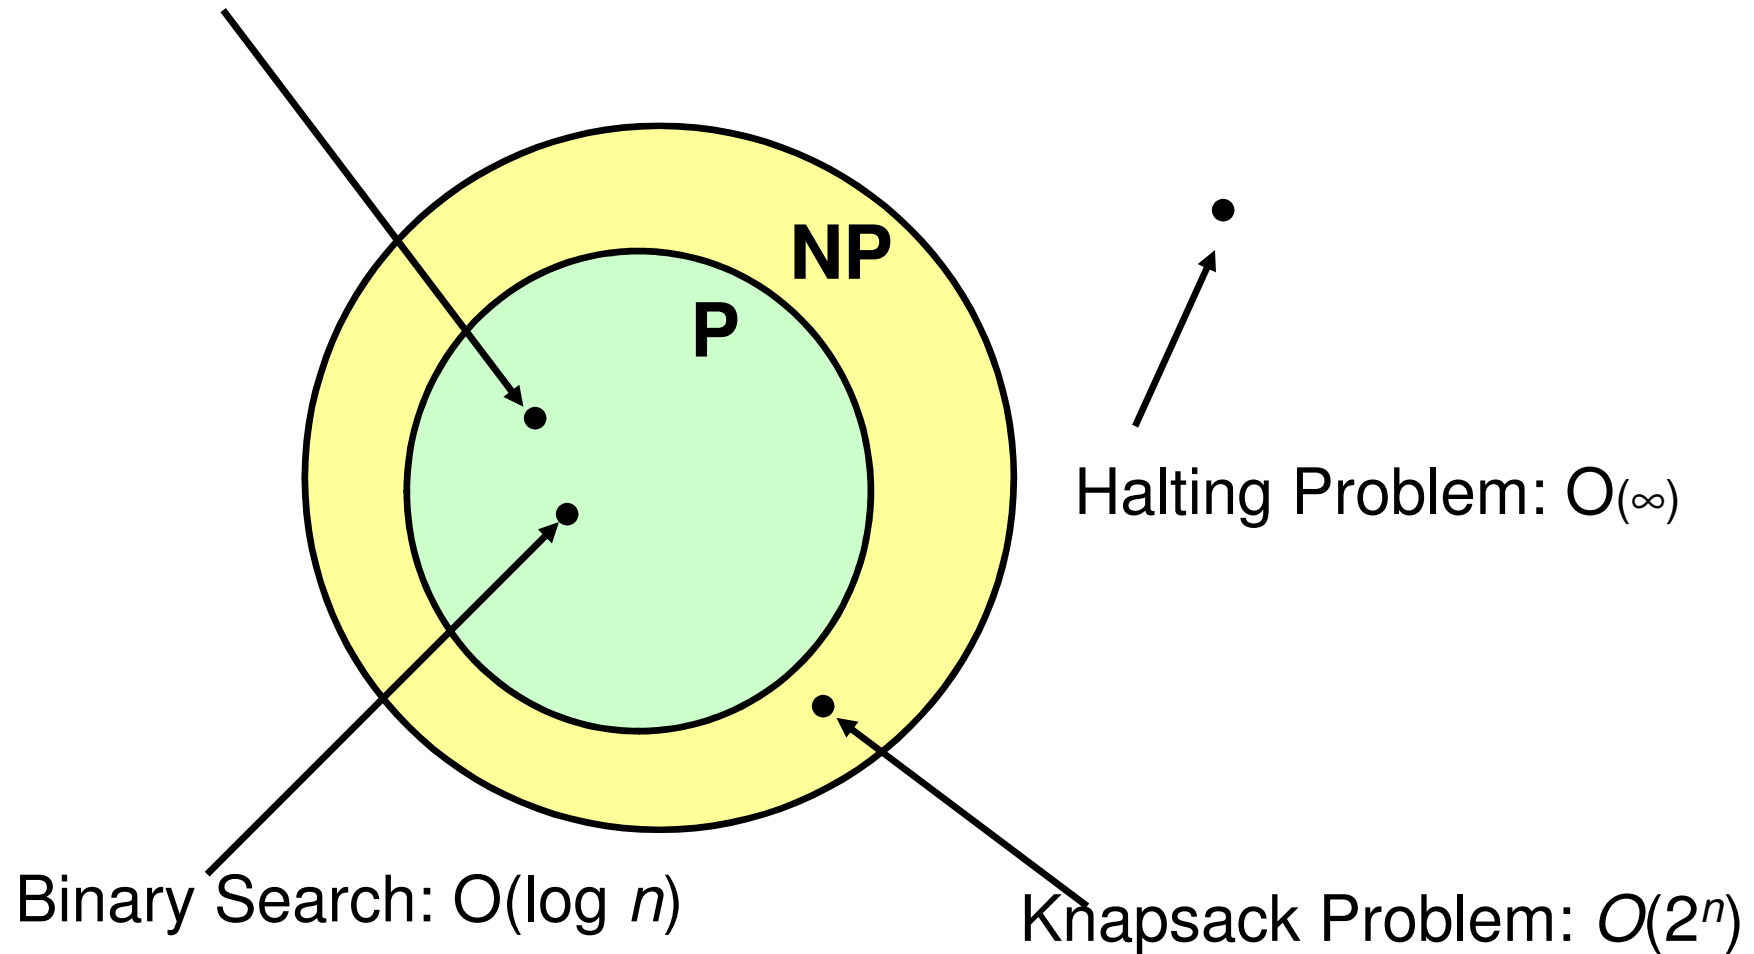 NP
P
Halting Problem: O(∞)
Binary Search: O(log n)
Knapsack Problem: O(2ⁿ)